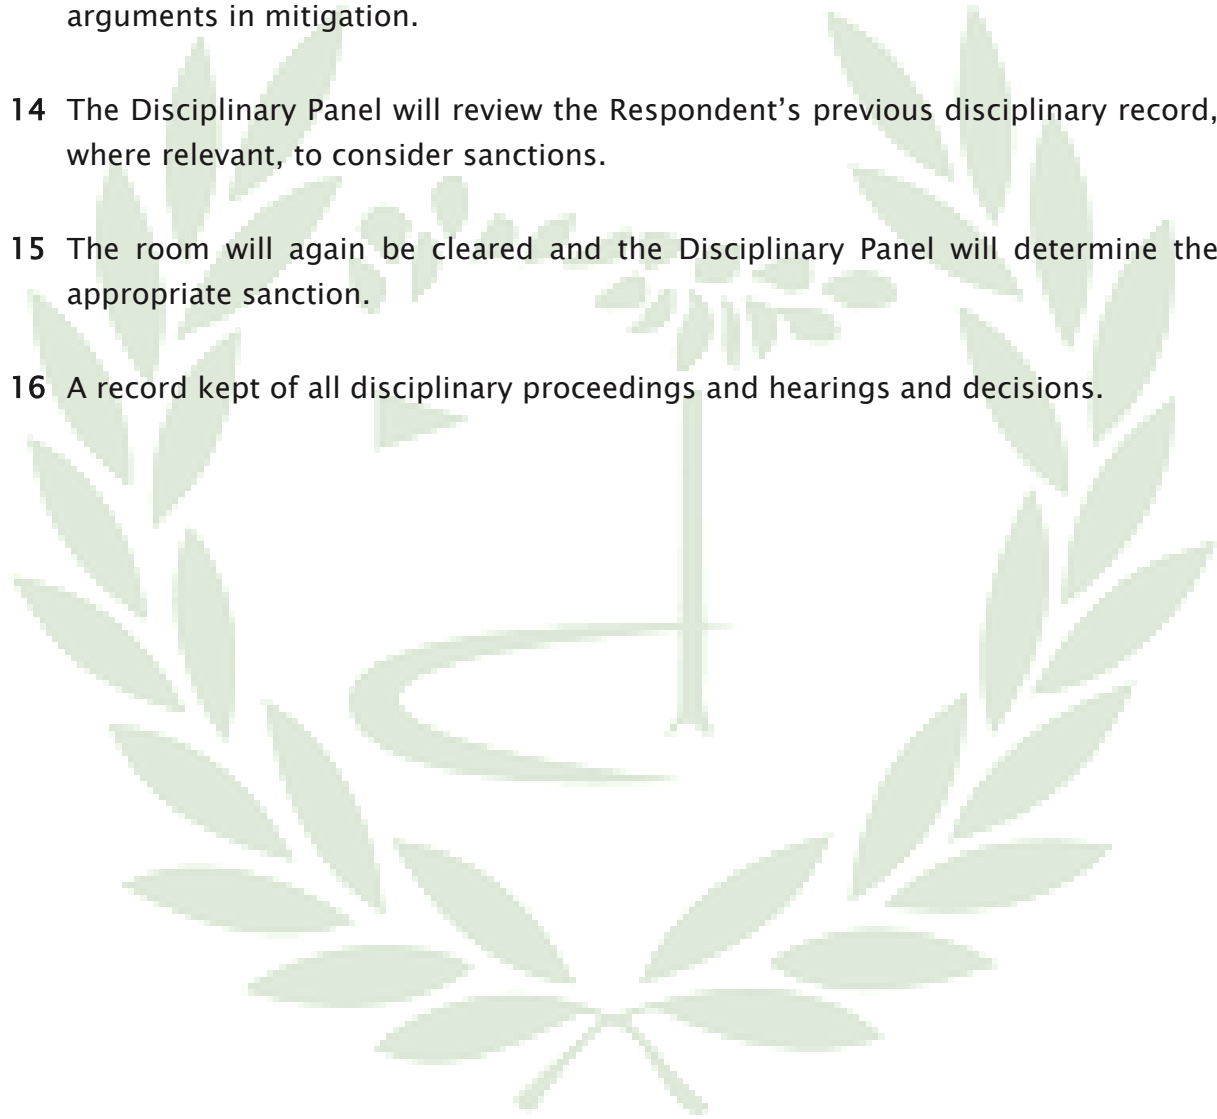 arguments in mitigation.
14 The Disciplinary Panel will review the Respondent’s previous disciplinary record,
where relevant, to consider sanctions.
15 The room will again be cleared and the Disciplinary Panel will determine the
appropriate sanction.
16 A record kept of all disciplinary proceedings and hearings and decisions.